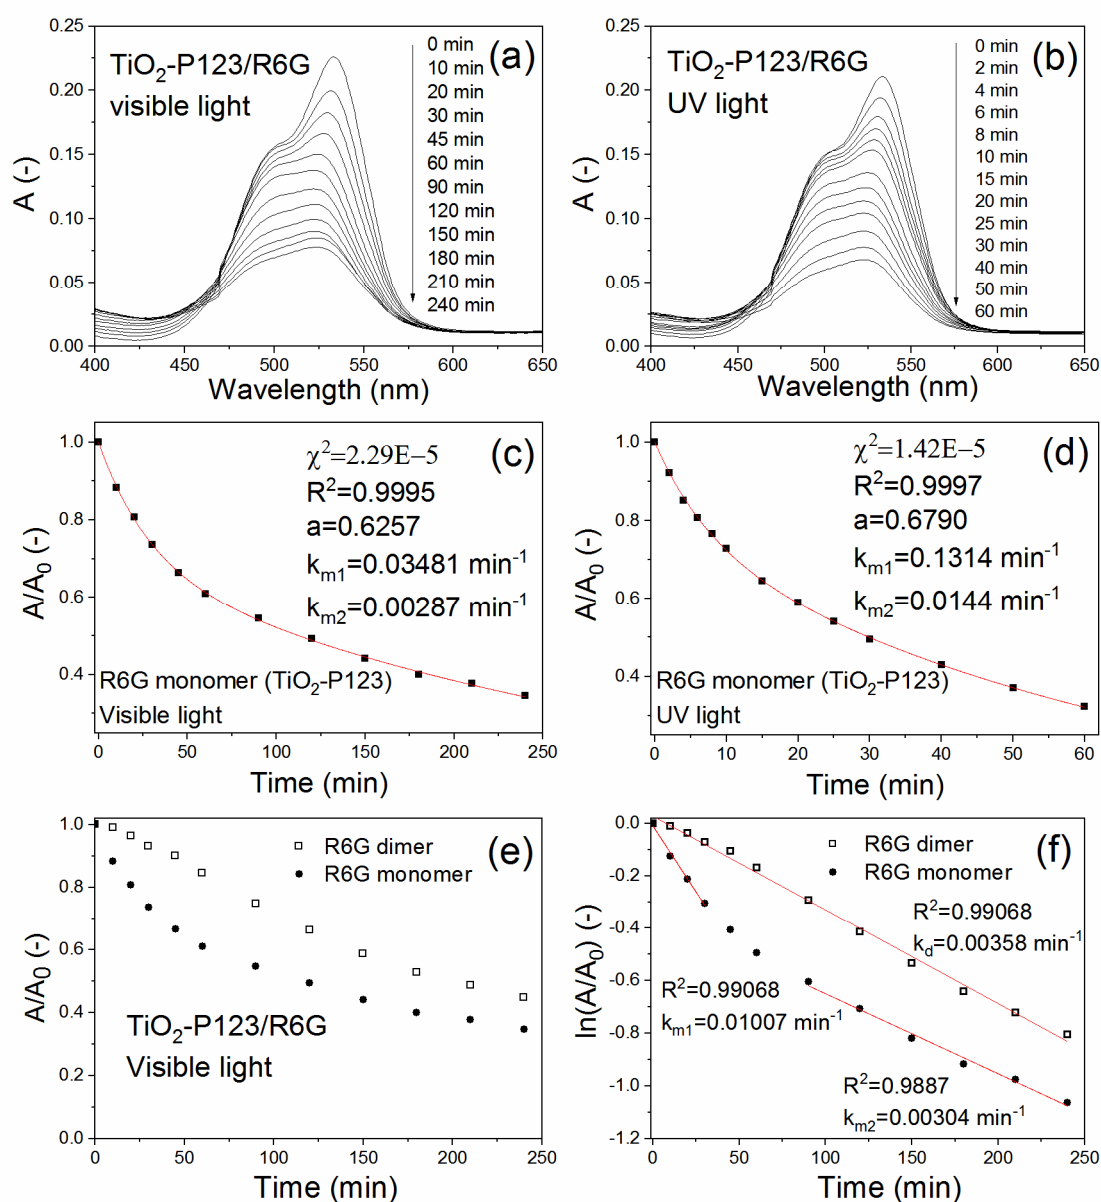 TiO₂-P123/R6G
visible light
(a)
0 min
10 min
20 min
30 min
45 min
60 min
90 min
120 min
150 min
180 min
210 min
240 min
0.25
0.20
0.15
0.10
0.05
0.00
A (-)
400
450
500
550
600
650
Wavelength (nm)
TiO₂-P123/R6G
UV light
(b)
0 min
2 min
4 min
6 min
8 min
10 min
15 min
20 min
25 min
30 min
40 min
50 min
60 min
0.25
0.20
0.15
0.10
0.05
0.00
A (-)
400
450
500
550
600
650
Wavelength (nm)
(c)
χ²=2.29E−5
R²=0.9995
a=0.6257
kₘ₁=0.03481 min⁻¹
kₘ₂=0.00287 min⁻¹
R6G monomer (TiO₂-P123)
Visible light
1.0
0.8
0.6
0.4
A/A₀ (-)
0
50
100
150
200
250
Time (min)
(d)
χ²=1.42E−5
R²=0.9997
a=0.6790
kₘ₁=0.1314 min⁻¹
kₘ₂=0.0144 min⁻¹
R6G monomer (TiO₂-P123)
UV light
1.0
0.8
0.6
0.4
A/A₀ (-)
0
10
20
30
40
50
60
Time (min)
(e)
R6G dimer
R6G monomer
TiO₂-P123/R6G
Visible light
1.0
0.8
0.6
0.4
0.2
0.0
A/A₀ (-)
0
50
100
150
200
250
Time (min)
(f)
R6G dimer
R6G monomer
R²=0.99068
k_d=0.00358 min⁻¹
R²=0.99068
kₘ₁=0.01007 min⁻¹
R²=0.9887
kₘ₂=0.00304 min⁻¹
0.0
-0.2
-0.4
-0.6
-0.8
-1.0
-1.2
ln(A/A₀) (-)
0
50
100
150
200
250
Time (min)